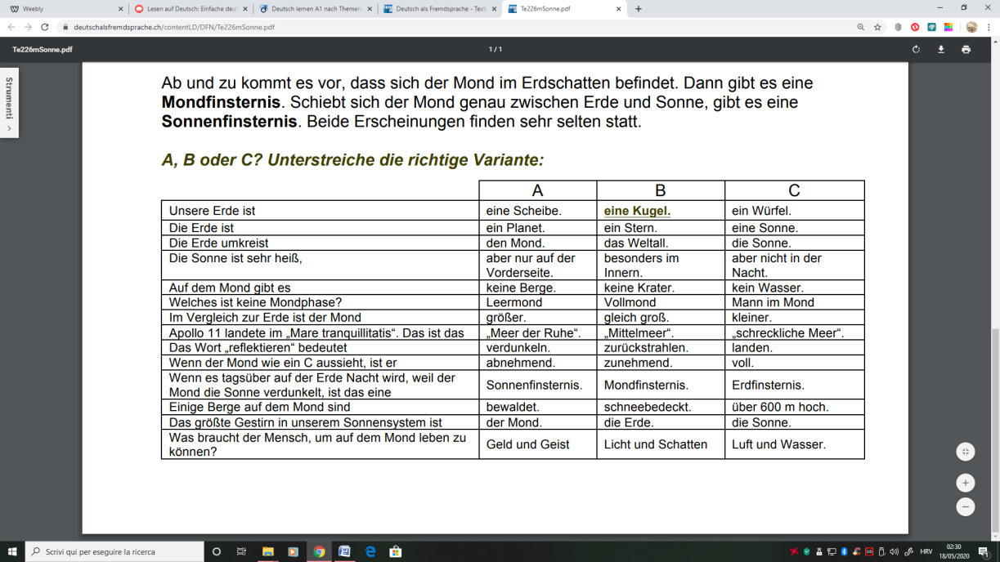 Weebly
Lesen auf Deutsch: Einfache deut
Deutsch lernen A1 nach Themen
Deutsch als Fremdsprache - Texte
Te226mSonne.pdf
deutschalsfremdsprache.ch/contentLD/DFN/Te226mSonne.pdf
Te226mSonne.pdf 1 / 1
Strumenti
Ab und zu kommt es vor, dass sich der Mond im Erdschatten befindet. Dann gibt es eine
Mondfinsternis. Schiebt sich der Mond genau zwischen Erde und Sonne, gibt es eine
Sonnenfinsternis. Beide Erscheinungen finden sehr selten statt.
A, B oder C? Unterstreiche die richtige Variante:
A B C
Unsere Erde ist eine Scheibe. eine Kugel. ein Würfel.
Die Erde ist ein Planet. ein Stern. eine Sonne.
Die Erde umkreist den Mond. das Weltall. die Sonne.
Die Sonne ist sehr heiß, aber nur auf der besonders im aber nicht in der
Vorderseite. Innern. Nacht.
Auf dem Mond gibt es keine Berge. keine Krater. kein Wasser.
Welches ist keine Mondphase? Leermond Vollmond Mann im Mond
Im Vergleich zur Erde ist der Mond größer. gleich groß. kleiner.
Apollo 11 landete im „Mare tranquillitatis“. Das ist das „Meer der Ruhe“. „Mittelmeer“. „schreckliche Meer“.
Das Wort „reflektieren“ bedeutet verdunkeln. zurückstrahlen. landen.
Wenn der Mond wie ein C aussieht, ist er abnehmend. zunehmend. voll.
Wenn es tagsüber auf der Erde Nacht wird, weil der
Mond die Sonne verdunkelt, ist das eine Sonnenfinsternis. Mondfinsternis. Erdfinsternis.
Einige Berge auf dem Mond sind bewaldet. schneebedeckt. über 600 m hoch.
Das größte Gestirn in unserem Sonnensystem ist der Mond. die Erde. die Sonne.
Was braucht der Mensch, um auf dem Mond leben zu
können? Geld und Geist Licht und Schatten Luft und Wasser.
Scrivi qui per eseguire la ricerca
HRV
02:30
18/05/2020